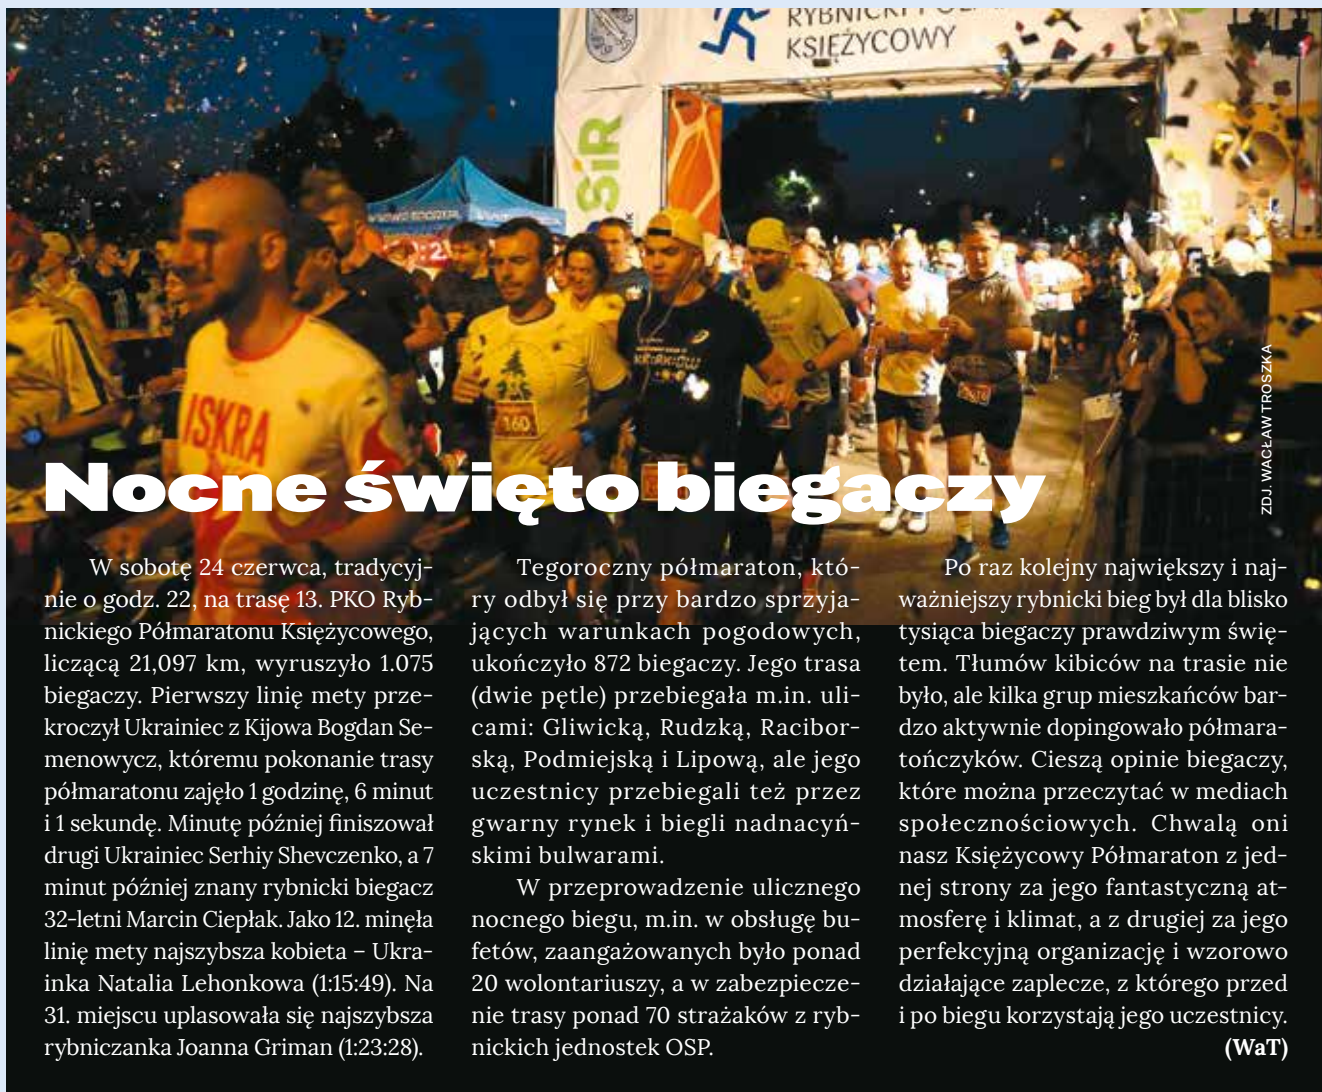 RYBNICKI
KSIĘŻYCOWY
SiR
ISKRA
160
ZDJ. WACŁAW TROSZKA
Nocne święto biegaczy
W sobotę 24 czerwca, tradycyj-
nie o godz. 22, na trasę 13. PKO Ryb-
nickiego Półmaratonu Księżycowego,
liczącą 21,097 km, wyruszyło 1.075
biegaczy. Pierwszy linię mety prze-
kroczył Ukrainiec z Kijowa Bogdan Se-
menowycz, któremu pokonanie trasy
półmaratonu zajęło 1 godzinę, 6 minut
i 1 sekundę. Minutę później finiszował
drugi Ukrainiec Serhiy Shevczenko, a 7
minut później znany rybnicki biegacz
32-letni Marcin Ciepłak. Jako 12. minęła
linię mety najszybsza kobieta – Ukra-
inka Natalia Lehonkowa (1:15:49). Na
31. miejscu uplasowała się najszybsza
rybniczanka Joanna Griman (1:23:28).
Tegoroczny półmaraton, któ-
ry odbył się przy bardzo sprzyja-
jących warunkach pogodowych,
ukończyło 872 biegaczy. Jego trasa
(dwie pętle) przebiegała m.in. uli-
cami: Gliwicką, Rudzką, Racibor-
ską, Podmiejską i Lipową, ale jego
uczestnicy przebiegali też przez
gwarny rynek i biegli nadnacyń-
skimi bulwarami.
W przeprowadzenie ulicznego
nocnego biegu, m.in. w obsługę bu-
fetów, zaangażowanych było ponad
20 wolontariuszy, a w zabezpiecze-
nie trasy ponad 70 strażaków z ryb-
nickich jednostek OSP.
Po raz kolejny największy i naj-
ważniejszy rybnicki bieg był dla blisko
tysiąca biegaczy prawdziwym świę-
tem. Tłumów kibiców na trasie nie
było, ale kilka grup mieszkańców bar-
dzo aktywnie dopingowało półmara-
tończyków. Cieszą opinie biegaczy,
które można przeczytać w mediach
społecznościowych. Chwalą oni
nasz Księżycowy Półmaraton z jed-
nej strony za jego fantastyczną at-
mosferę i klimat, a z drugiej za jego
perfekcyjną organizację i wzorowo
działające zaplecze, z którego przed
i po biegu korzystają jego uczestnicy.
(WaT)